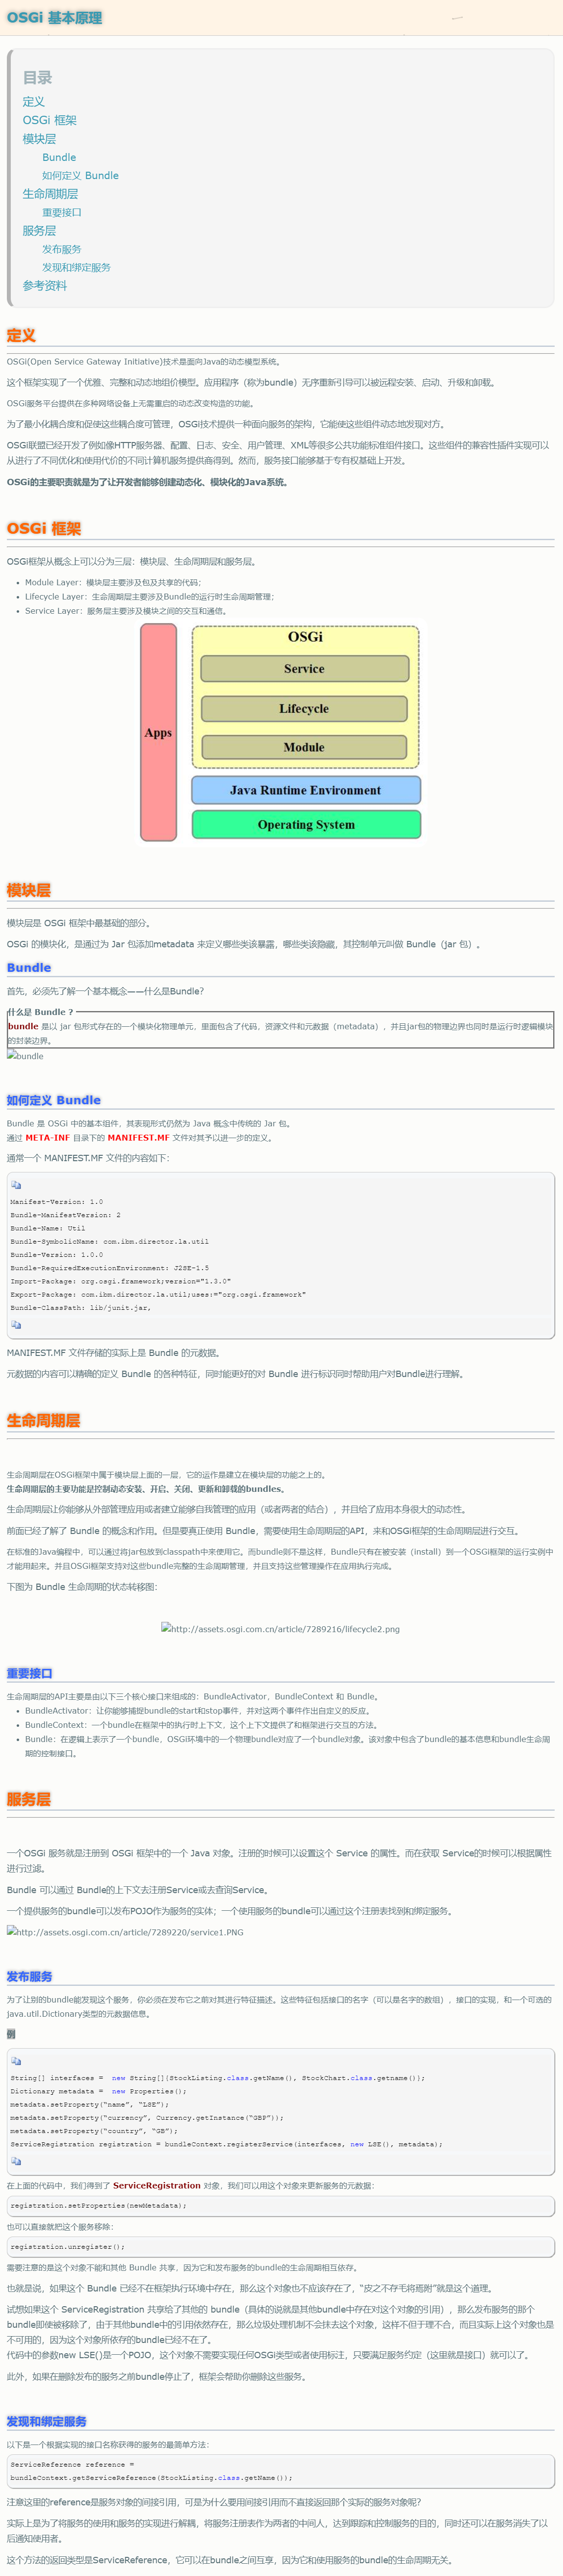 OSGi 基本原理
目录
定义
OSGi 框架
模块层
Bundle
如何定义 Bundle
生命周期层
重要接口
服务层
发布服务
发现和绑定服务
参考资料
定义
OSGi(Open Service Gateway Initiative)技术是面向Java的动态模型系统。
这个框架实现了一个优雅、完整和动态地组价模型。应用程序（称为bundle）无序重新引导可以被远程安装、启动、升级和卸载。
OSGi服务平台提供在多种网络设备上无需重启的动态改变构造的功能。
为了最小化耦合度和促使这些耦合度可管理，OSGi技术提供一种面向服务的架构，它能使这些组件动态地发现对方。
OSGi联盟已经开发了例如像HTTP服务器、配置、日志、安全、用户管理、XML等很多公共功能标准组件接口。这些组件的兼容性插件实现可以
从进行了不同优化和使用代价的不同计算机服务提供商得到。然而，服务接口能够基于专有权基础上开发。
OSGi的主要职责就是为了让开发者能够创建动态化、模块化的Java系统。
OSGi 框架
OSGi框架从概念上可以分为三层：模块层、生命周期层和服务层。
Module Layer：模块层主要涉及包及共享的代码；
Lifecycle Layer：生命周期层主要涉及Bundle的运行时生命周期管理；
Service Layer：服务层主要涉及模块之间的交互和通信。
OSGi
Service
Lifecycle
Apps
Module
Java Runtime Environment
Operating System
模块层
模块层是 OSGi 框架中最基础的部分。
OSGi 的模块化，是通过为 Jar 包添加metadata 来定义哪些类该暴露，哪些类该隐藏，其控制单元叫做 Bundle（jar 包）。
Bundle
首先，必须先了解一个基本概念——什么是Bundle？
什么是 Bundle ?
bundle 是以 jar 包形式存在的一个模块化物理单元，里面包含了代码，资源文件和元数据（metadata），并且jar包的物理边界也同时是运行时逻辑模块
的封装边界。
bundle
如何定义 Bundle
Bundle 是 OSGi 中的基本组件，其表现形式仍然为 Java 概念中传统的 Jar 包。
通过 META-INF 目录下的 MANIFEST.MF 文件对其予以进一步的定义。
通常一个 MANIFEST.MF 文件的内容如下：
Manifest-Version: 1.0
Bundle-ManifestVersion: 2
Bundle-Name: Util
Bundle-SymbolicName: com.ibm.director.la.util
Bundle-Version: 1.0.0
Bundle-RequiredExecutionEnvironment: J2SE-1.5
Import-Package: org.osgi.framework;version="1.3.0"
Export-Package: com.ibm.director.la.util;uses:="org.osgi.framework"
Bundle-ClassPath: lib/junit.jar,
MANIFEST.MF 文件存储的实际上是 Bundle 的元数据。
元数据的内容可以精确的定义 Bundle 的各种特征，同时能更好的对 Bundle 进行标识同时帮助用户对Bundle进行理解。
生命周期层
生命周期层在OSGi框架中属于模块层上面的一层，它的运作是建立在模块层的功能之上的。
生命周期层的主要功能是控制动态安装、开启、关闭、更新和卸载的bundles。
生命周期层让你能够从外部管理应用或者建立能够自我管理的应用（或者两者的结合），并且给了应用本身很大的动态性。
前面已经了解了 Bundle 的概念和作用。但是要真正使用 Bundle，需要使用生命周期层的API，来和OSGi框架的生命周期层进行交互。
在标准的Java编程中，可以通过将jar包放到classpath中来使用它。而bundle则不是这样，Bundle只有在被安装（install）到一个OSGi框架的运行实例中
才能用起来。并且OSGi框架支持对这些bundle完整的生命周期管理，并且支持这些管理操作在应用执行完成。
下图为 Bundle 生命周期的状态转移图：
http://assets.osgi.com.cn/article/7289216/lifecycle2.png
重要接口
生命周期层的API主要是由以下三个核心接口来组成的：BundleActivator，BundleContext 和 Bundle。
BundleActivator：让你能够捕捉bundle的start和stop事件，并对这两个事件作出自定义的反应。
BundleContext：一个bundle在框架中的执行时上下文，这个上下文提供了和框架进行交互的方法。
Bundle：在逻辑上表示了一个bundle，OSGi环境中的一个物理bundle对应了一个bundle对象。该对象中包含了bundle的基本信息和bundle生命周
期的控制接口。
服务层
一个OSGi 服务就是注册到 OSGi 框架中的一个 Java 对象。注册的时候可以设置这个 Service 的属性。而在获取 Service的时候可以根据属性
进行过滤。
Bundle 可以通过 Bundle的上下文去注册Service或去查询Service。
一个提供服务的bundle可以发布POJO作为服务的实体；一个使用服务的bundle可以通过这个注册表找到和绑定服务。
http://assets.osgi.com.cn/article/7289220/service1.PNG
发布服务
为了让别的bundle能发现这个服务，你必须在发布它之前对其进行特征描述。这些特征包括接口的名字（可以是名字的数组），接口的实现，和一个可选的
java.util.Dictionary类型的元数据信息。
例
String[] interfaces =  new String[]{StockListing.class.getName(), StockChart.class.getname()};
Dictionary metadata =  new Properties();
metadata.setProperty(“name”, “LSE”);
metadata.setProperty(“currency”, Currency.getInstance(“GBP”));
metadata.setProperty(“country”, “GB”);
ServiceRegistration registration = bundleContext.registerService(interfaces, new LSE(), metadata);
在上面的代码中，我们得到了 ServiceRegistration 对象，我们可以用这个对象来更新服务的元数据：
registration.setProperties(newMetadata);
也可以直接就把这个服务移除：
registration.unregister();
需要注意的是这个对象不能和其他 Bundle 共享，因为它和发布服务的bundle的生命周期相互依存。
也就是说，如果这个 Bundle 已经不在框架执行环境中存在，那么这个对象也不应该存在了，“皮之不存毛将焉附”就是这个道理。
试想如果这个 ServiceRegistration 共享给了其他的 bundle（具体的说就是其他bundle中存在对这个对象的引用），那么发布服务的那个
bundle即使被移除了，由于其他bundle中的引用依然存在，那么垃圾处理机制不会抹去这个对象，这样不但于理不合，而且实际上这个对象也是
不可用的，因为这个对象所依存的bundle已经不在了。
代码中的参数new LSE()是一个POJO，这个对象不需要实现任何OSGi类型或者使用标注，只要满足服务约定（这里就是接口）就可以了。
此外，如果在删除发布的服务之前bundle停止了，框架会帮助你删除这些服务。
发现和绑定服务
以下是一个根据实现的接口名称获得的服务的最简单方法：
ServiceReference reference =
bundleContext.getServiceReference(StockListing.class.getName());
注意这里的reference是服务对象的间接引用，可是为什么要用间接引用而不直接返回那个实际的服务对象呢？
实际上是为了将服务的使用和服务的实现进行解耦，将服务注册表作为两者的中间人，达到跟踪和控制服务的目的，同时还可以在服务消失了以
后通知使用者。
这个方法的返回类型是ServiceReference，它可以在bundle之间互享，因为它和使用服务的bundle的生命周期无关。